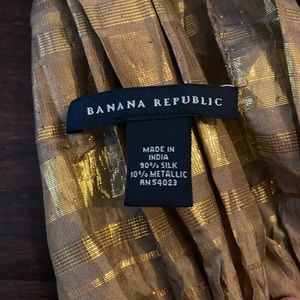 BANANA REPUBLIC
MADE IN
INDIA
90% SILK
10% METALLIC
RN 54023